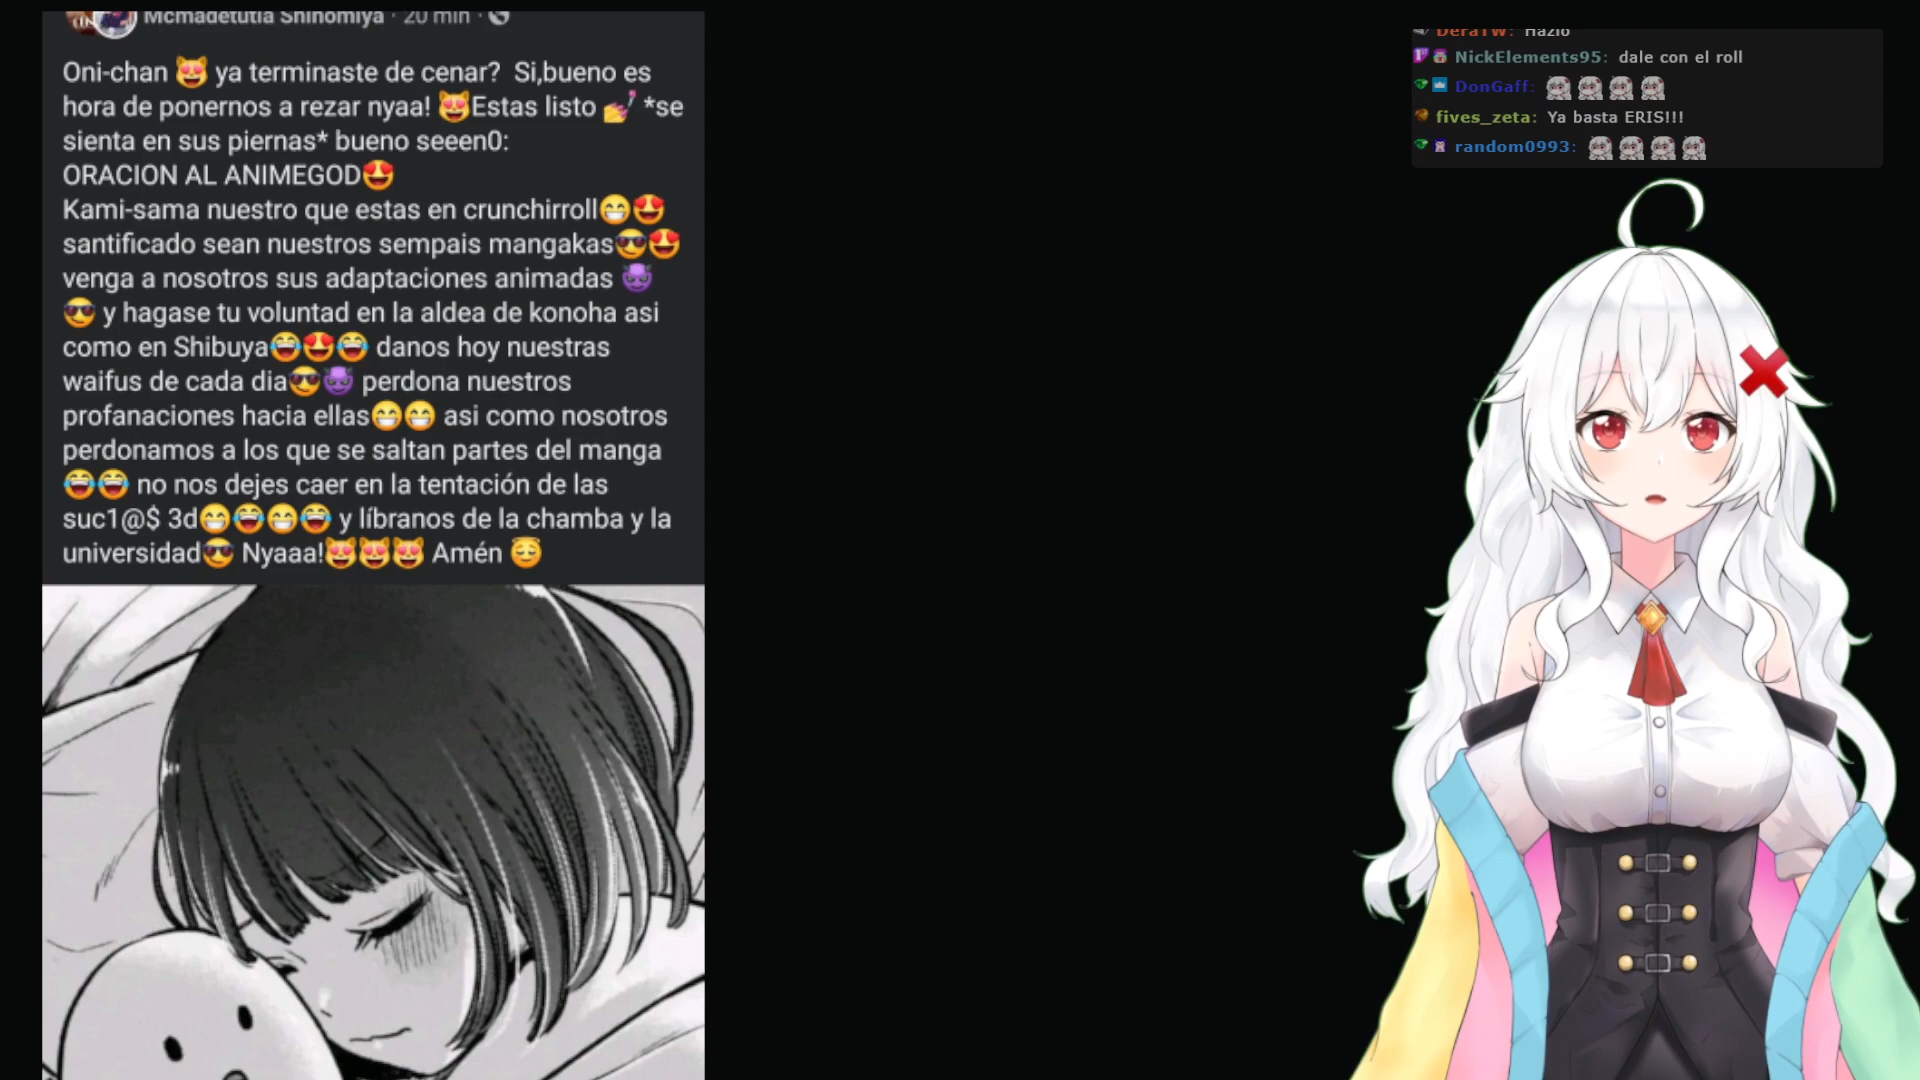 Mcmadetutla Shinomiya · 20 min ·
Oni-chan 😻 ya terminaste de cenar? Si,bueno es
hora de ponernos a rezar nyaa! 😻Estas listo 💅 *se
sienta en sus piernas* bueno seeen0:
ORACION AL ANIMEGOD😍
Kami-sama nuestro que estas en crunchirroll😁😍
santificado sean nuestros sempais mangakas😎😍
venga a nosotros sus adaptaciones animadas 😈
😎 y hagase tu voluntad en la aldea de konoha asi
como en Shibuya😂😍😂 danos hoy nuestras
waifus de cada dia😎😈 perdona nuestros
profanaciones hacia ellas😁😁 asi como nosotros
perdonamos a los que se saltan partes del manga
😂😂 no nos dejes caer en la tentación de las
suc1@$ 3d😁😂😁😂 y líbranos de la chamba y la
universidad😎 Nyaaa!😻😻😻 Amén 😇
DeraTW: Hazlo
NickElements95: dale con el roll
DonGaff:
fives_zeta: Ya basta ERIS!!!
random0993: